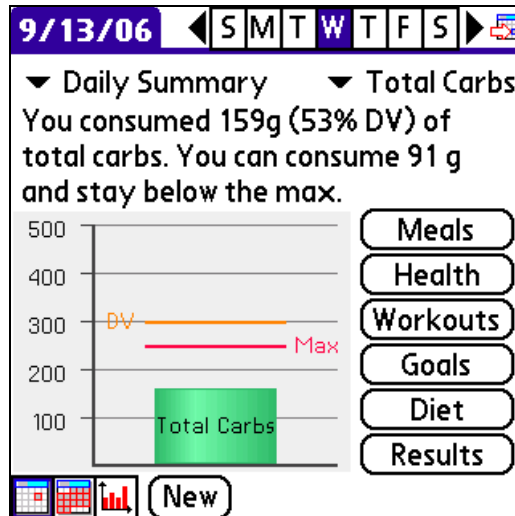 9/13/06 S M T W T F S
Daily Summary Total Carbs
You consumed 159g (53% DV) of
total carbs. You can consume 91 g
and stay below the max.
500
400
300
200
100
DV
Max
Total Carbs
Meals
Health
Workouts
Goals
Diet
Results
New